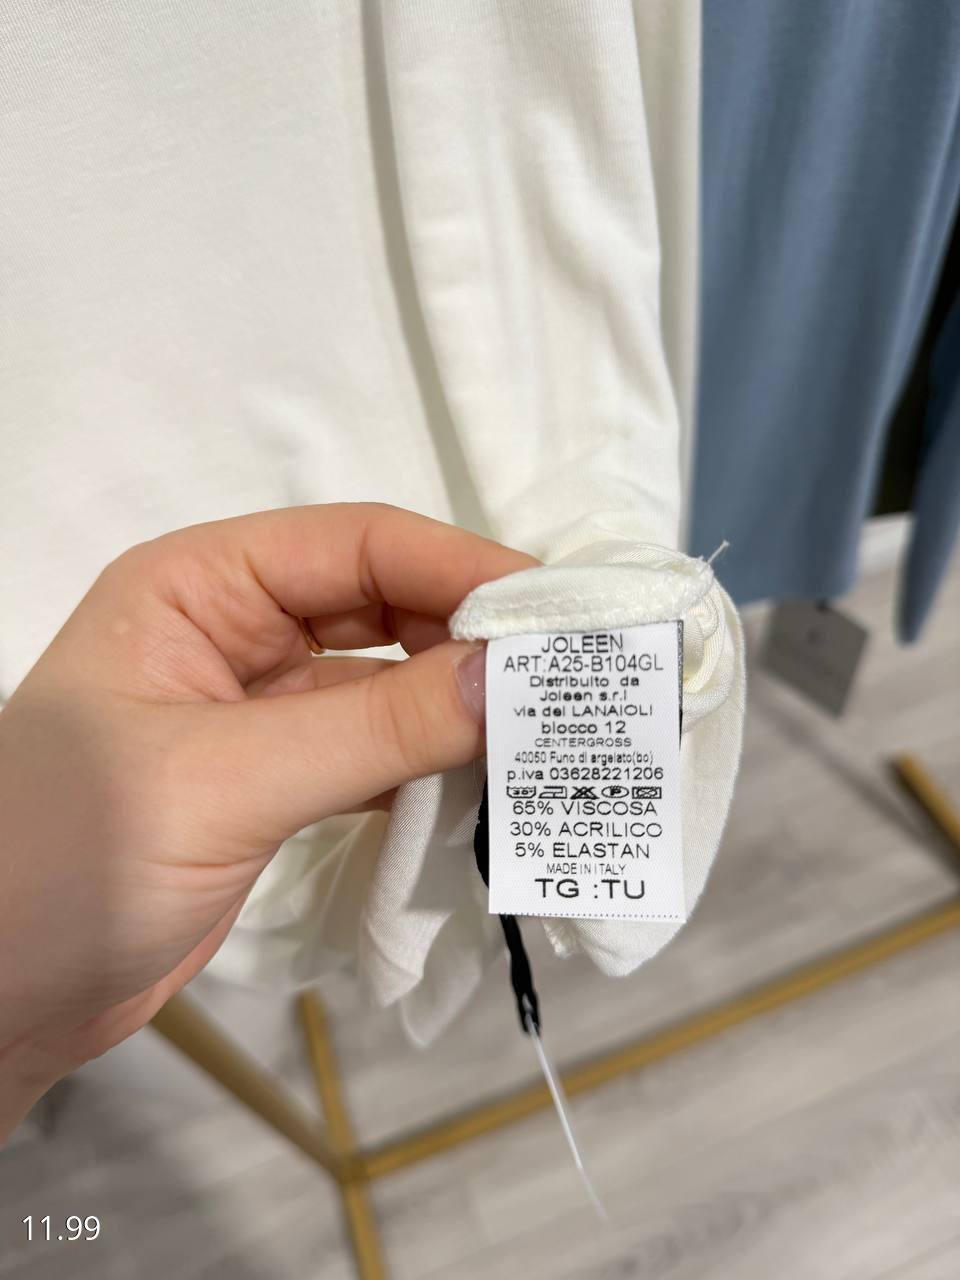 JOLEEN
ART:A25-B104GL
Distribuito da
Joleen s.r.l
via dei LANAIOLI
blocco 12
CENTERGROSS
40050 Funo di argelato(bo)
p.iva 03628221206
65% VISCOSA
30% ACRILICO
5% ELASTAN
MADE IN ITALY
TG :TU
11.99